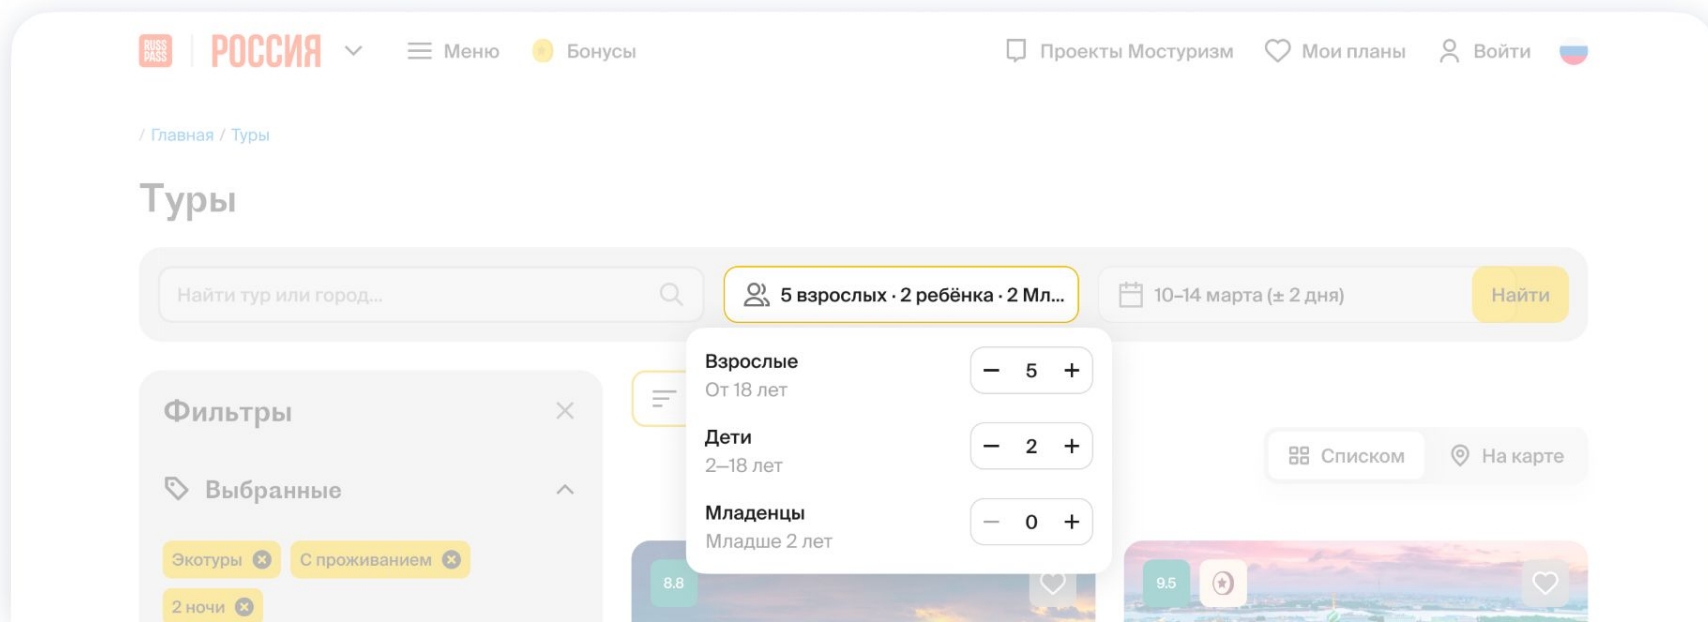 RUSS
PASS
РОССИЯ
Меню
Бонусы
Проекты Мостуризм
Мои планы
Войти
/ Главная / Туры
Туры
Найти тур или город...
5 взрослых · 2 ребёнка · 2 Мл...
10–14 марта (± 2 дня)
Найти
Взрослые
От 18 лет
− 5 +
Дети
2—18 лет
− 2 +
Младенцы
Младше 2 лет
− 0 +
Фильтры
Выбранные
Экотуры
С проживанием
2 ночи
Списком
На карте
8.8
9.5